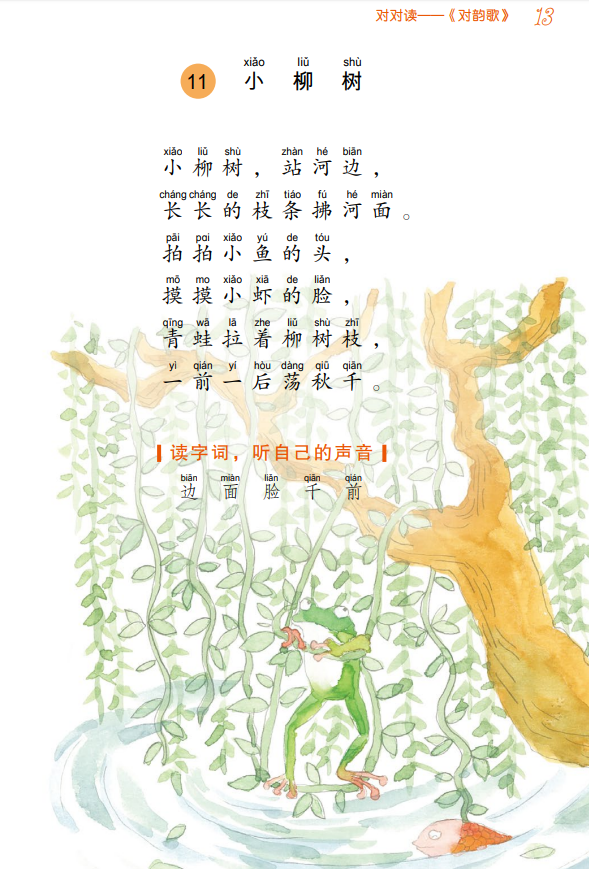 对对读——《对韵歌》 13
xiǎo liǔ shù
11 小 柳 树
xiǎo liǔ shù zhàn hé biān
小 柳 树 ， 站 河 边 ，
cháng cháng de zhī tiáo fú hé miàn
长 长 的 枝 条 拂 河 面 。
pāi pɑi xiǎo yú de tóu
拍 拍 小 鱼 的 头 ，
mō mo xiǎo xiā de liǎn
摸 摸 小 虾 的 脸 ，
qīng wā lā zhe liǔ shù zhī
青 蛙 拉 着 柳 树 枝 ，
yì qián yí hòu dàng qiū qiān
一 前 一 后 荡 秋 千 。
读字词，听自己的声音
biān miàn liǎn qiān qián
边 面 脸 千 前